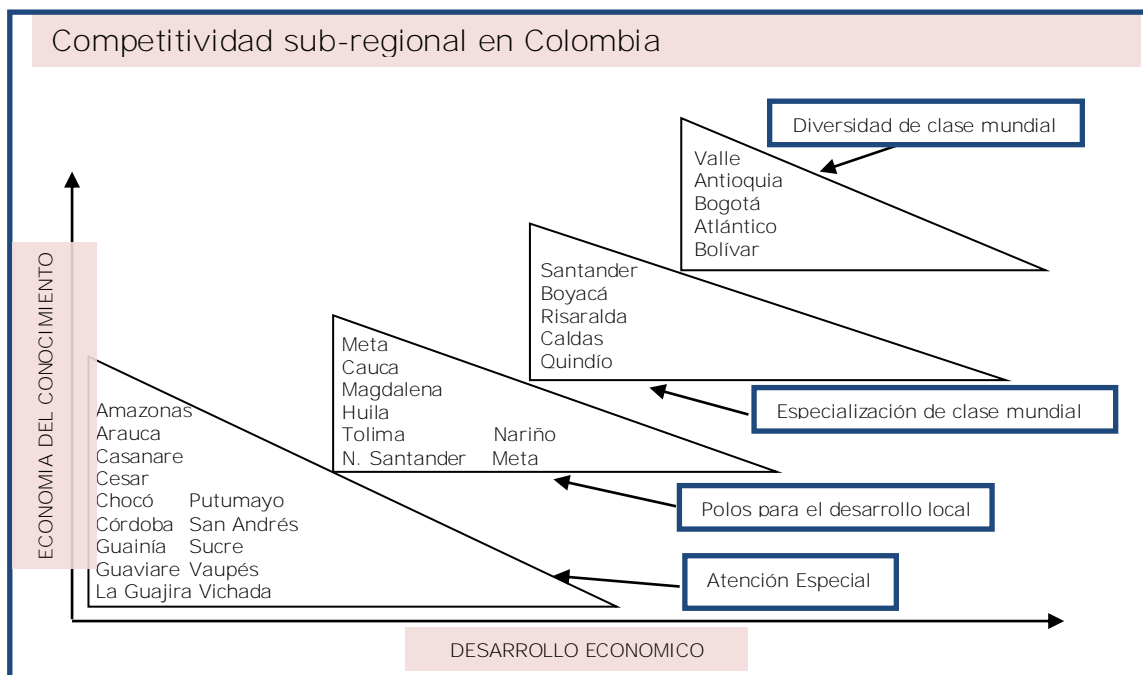 Competitividad sub-regional en Colombia
Diversidad de clase mundial
Valle
Antioquia
Bogotá
Atlántico
Bolívar
Santander
Boyacá
Risaralda
Caldas
Quindío
Especialización de clase mundial
Meta
Cauca
Magdalena
Huila
Tolima Nariño
N. Santander Meta
Polos para el desarrollo local
Amazonas
Arauca
Casanare
Cesar
Chocó Putumayo
Córdoba San Andrés
Guainía Sucre
Guaviare Vaupés
La Guajira Vichada
Atención Especial
ECONOMIA DEL CONOCIMIENTO
DESARROLLO ECONOMICO